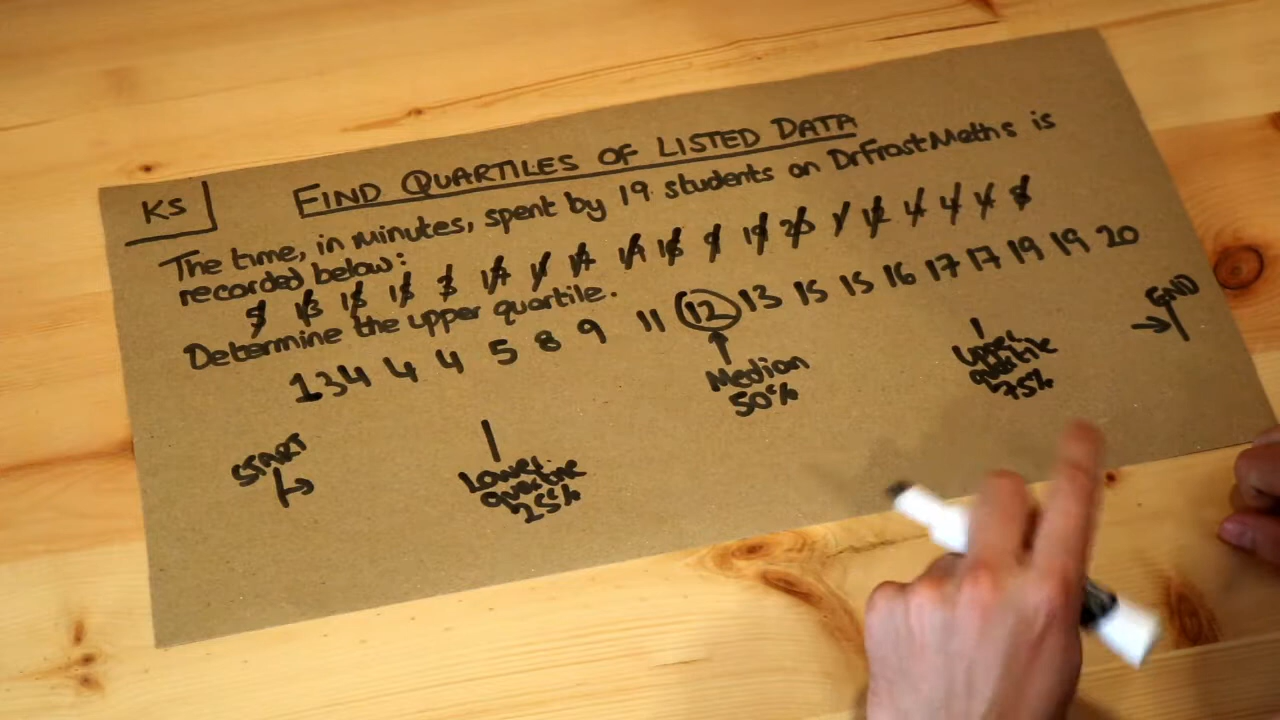 KS
FIND QUARTILES OF LISTED DATA
The time, in minutes, spent by 19 students on DrFrostMaths is
recorded below:
Determine the upper quartile.
1 3 4 4 4 5 8 9 11 12 13 15 15 16 17 17 19 19 20
START
Lower
quartile
25%
Median
50%
Upper
quartile
75%
END